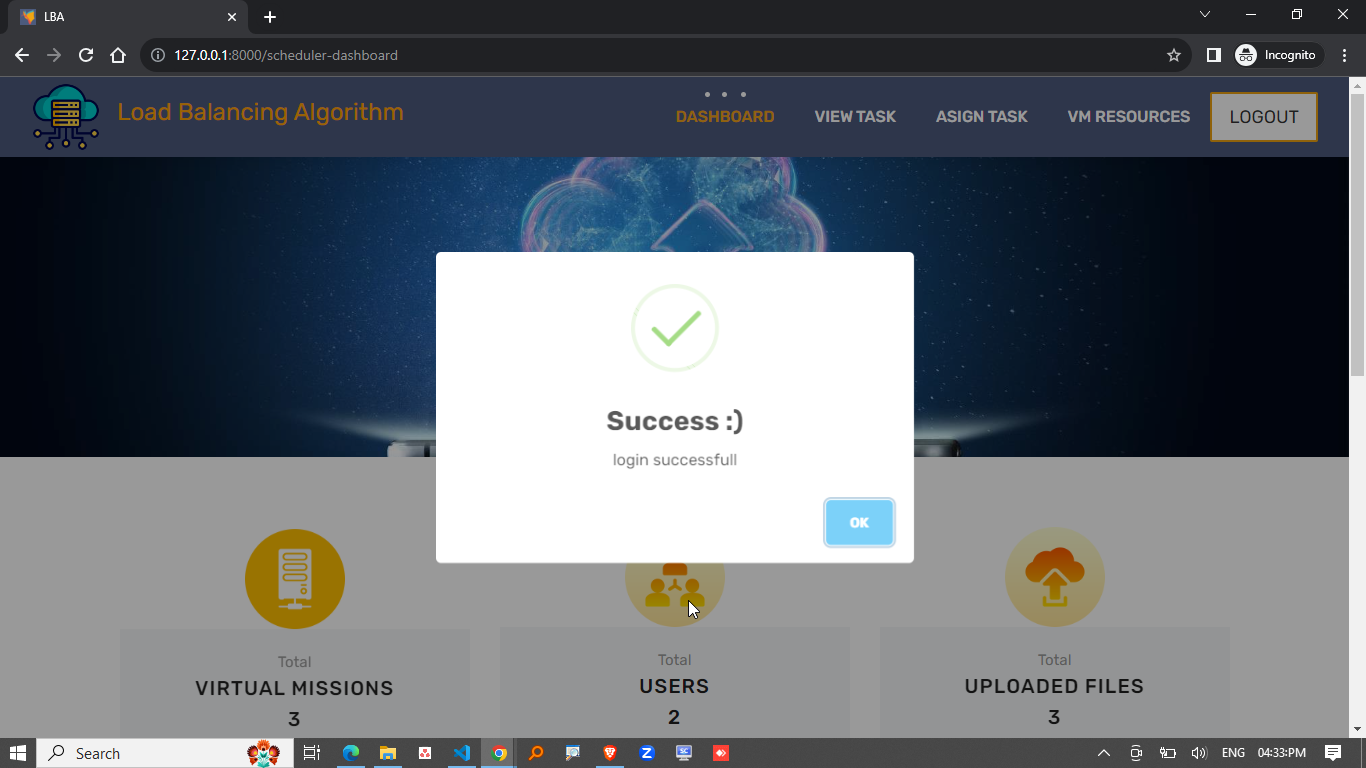 LBA
127.0.0.1:8000/scheduler-dashboard
Incognito
Load Balancing Algorithm
DASHBOARD
VIEW TASK
ASIGN TASK
VM RESOURCES
LOGOUT
Success :)
login successfull
OK
Total
VIRTUAL MISSIONS
3
Total
USERS
2
Total
UPLOADED FILES
3
Search
ENG
04:33:PM